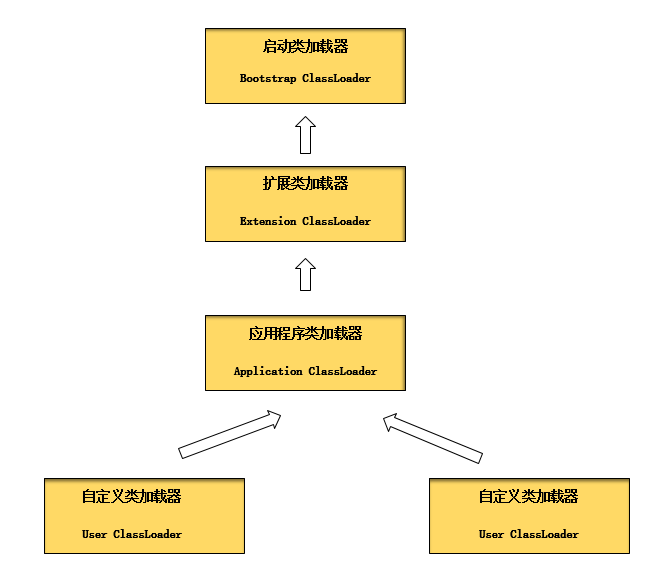 启动类加载器
Bootstrap ClassLoader
扩展类加载器
Extension ClassLoader
应用程序类加载器
Application ClassLoader
自定义类加载器
User ClassLoader
自定义类加载器
User ClassLoader